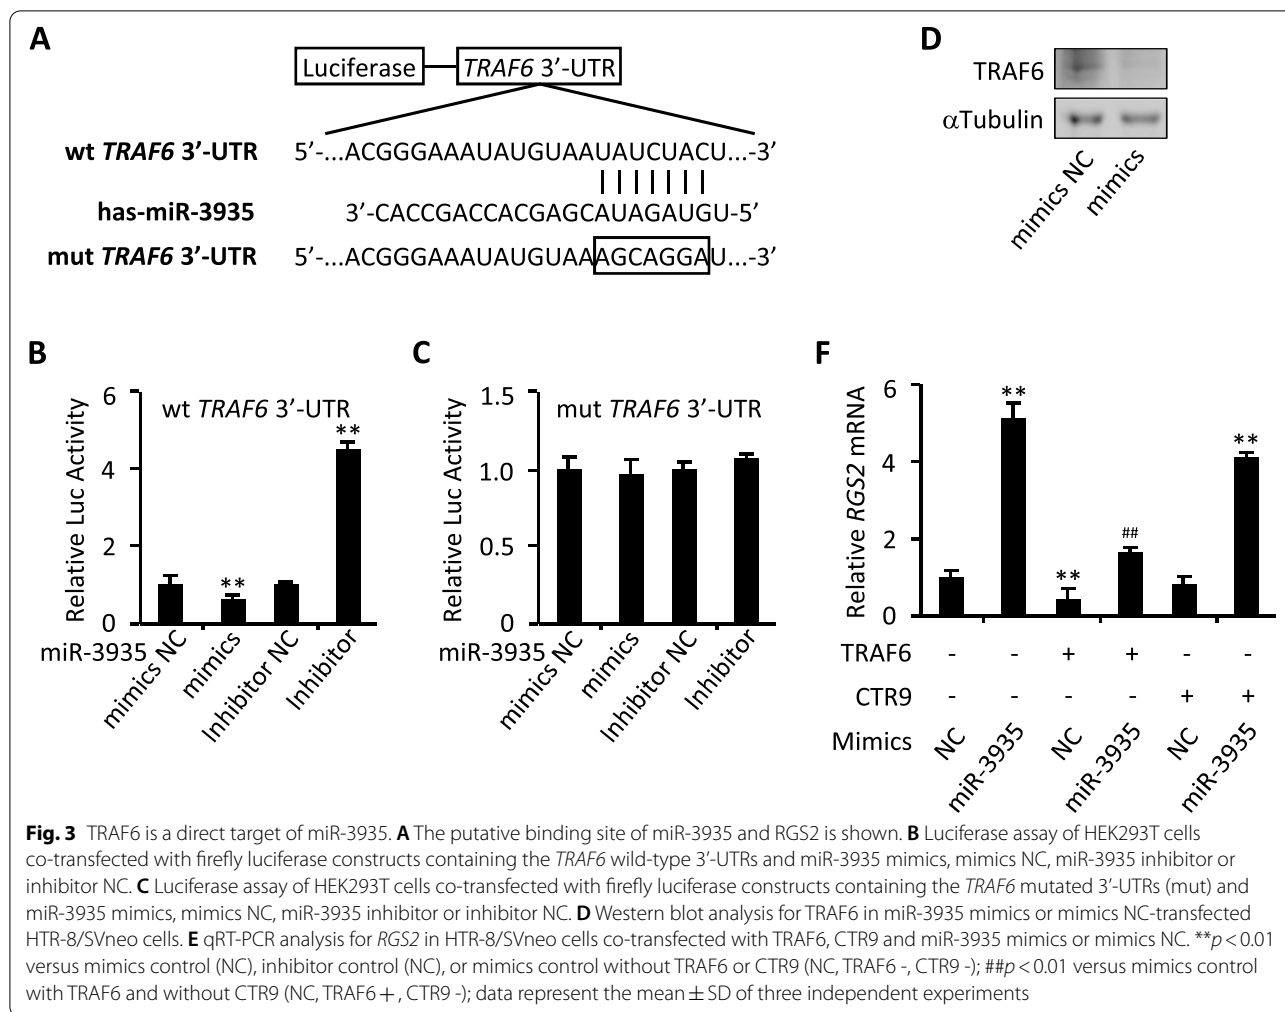 A
Luciferase
TRAF6 3’-UTR
wt TRAF6 3’-UTR 5’-...ACGGGAAAUAUGUAAUAUCUACU...-3’
has-miR-3935 3’-CACCGACCACGAGCAUAGAUGU-5’
mut TRAF6 3’-UTR 5’-...ACGGGAAAUAUGUAAAGCAGGAU...-3’
D
TRAF6
αTubulin
mimics NC
mimics
B
wt TRAF6 3’-UTR
Relative Luc Activity
6
4
2
0
**
**
miR-3935
mimics NC
mimics
Inhibitor NC
Inhibitor
C
mut TRAF6 3’-UTR
Relative Luc Activity
1.5
1.0
0.5
0
miR-3935
mimics NC
mimics
Inhibitor NC
Inhibitor
F
Relative RGS2 mRNA
6
4
2
0
**
**
##
**
TRAF6 - - + + - -
CTR9 - - - - + +
Mimics NC miR-3935 NC miR-3935 NC miR-3935
Fig. 3 TRAF6 is a direct target of miR-3935. A The putative binding site of miR-3935 and RGS2 is shown. B Luciferase assay of HEK293T cells
co-transfected with firefly luciferase constructs containing the TRAF6 wild-type 3’-UTRs and miR-3935 mimics, mimics NC, miR-3935 inhibitor or
inhibitor NC. C Luciferase assay of HEK293T cells co-transfected with firefly luciferase constructs containing the TRAF6 mutated 3’-UTRs (mut) and
miR-3935 mimics, mimics NC, miR-3935 inhibitor or inhibitor NC. D Western blot analysis for TRAF6 in miR-3935 mimics or mimics NC-transfected
HTR-8/SVneo cells. E qRT-PCR analysis for RGS2 in HTR-8/SVneo cells co-transfected with TRAF6, CTR9 and miR-3935 mimics or mimics NC. **p < 0.01
versus mimics control (NC), inhibitor control (NC), or mimics control without TRAF6 or CTR9 (NC, TRAF6 -, CTR9 -); ##p < 0.01 versus mimics control
with TRAF6 and without CTR9 (NC, TRAF6 +, CTR9 -); data represent the mean ± SD of three independent experiments